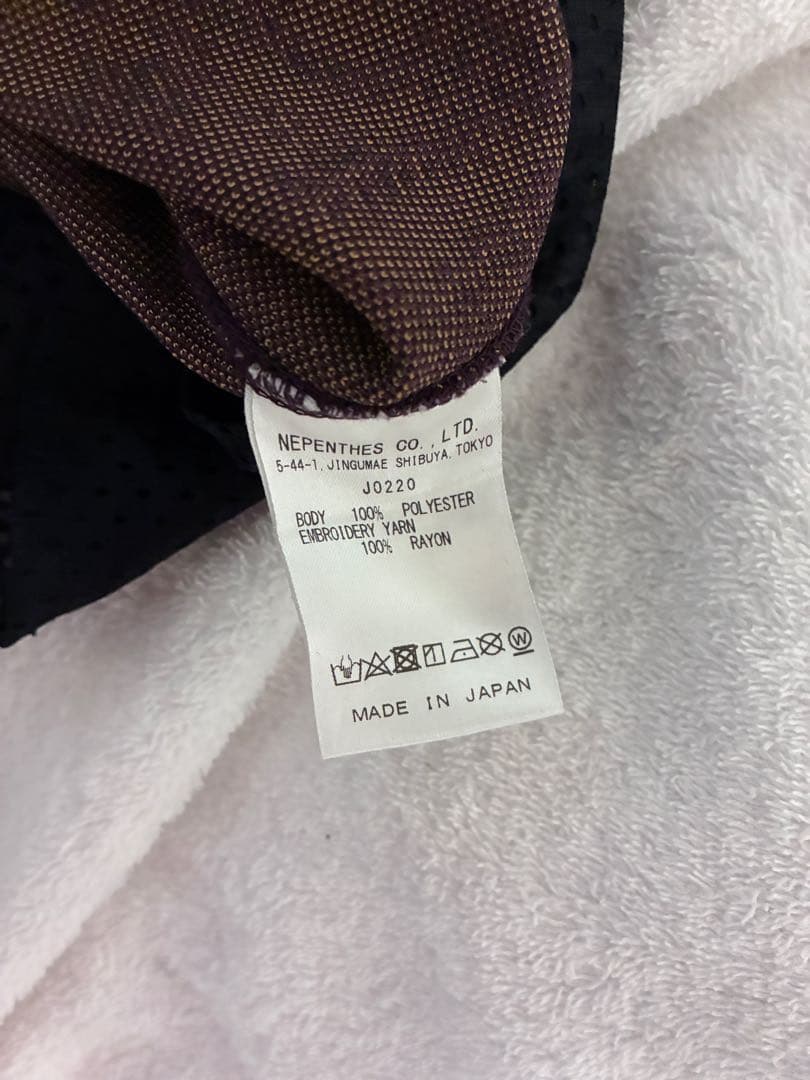 NEPENTHES CO., LTD.
5-44-1, JINGUMAE SHIBUYA, TOKYO
J0220
BODY 100% POLYESTER
EMBROIDERY YARN
100% RAYON
W
MADE IN JAPAN